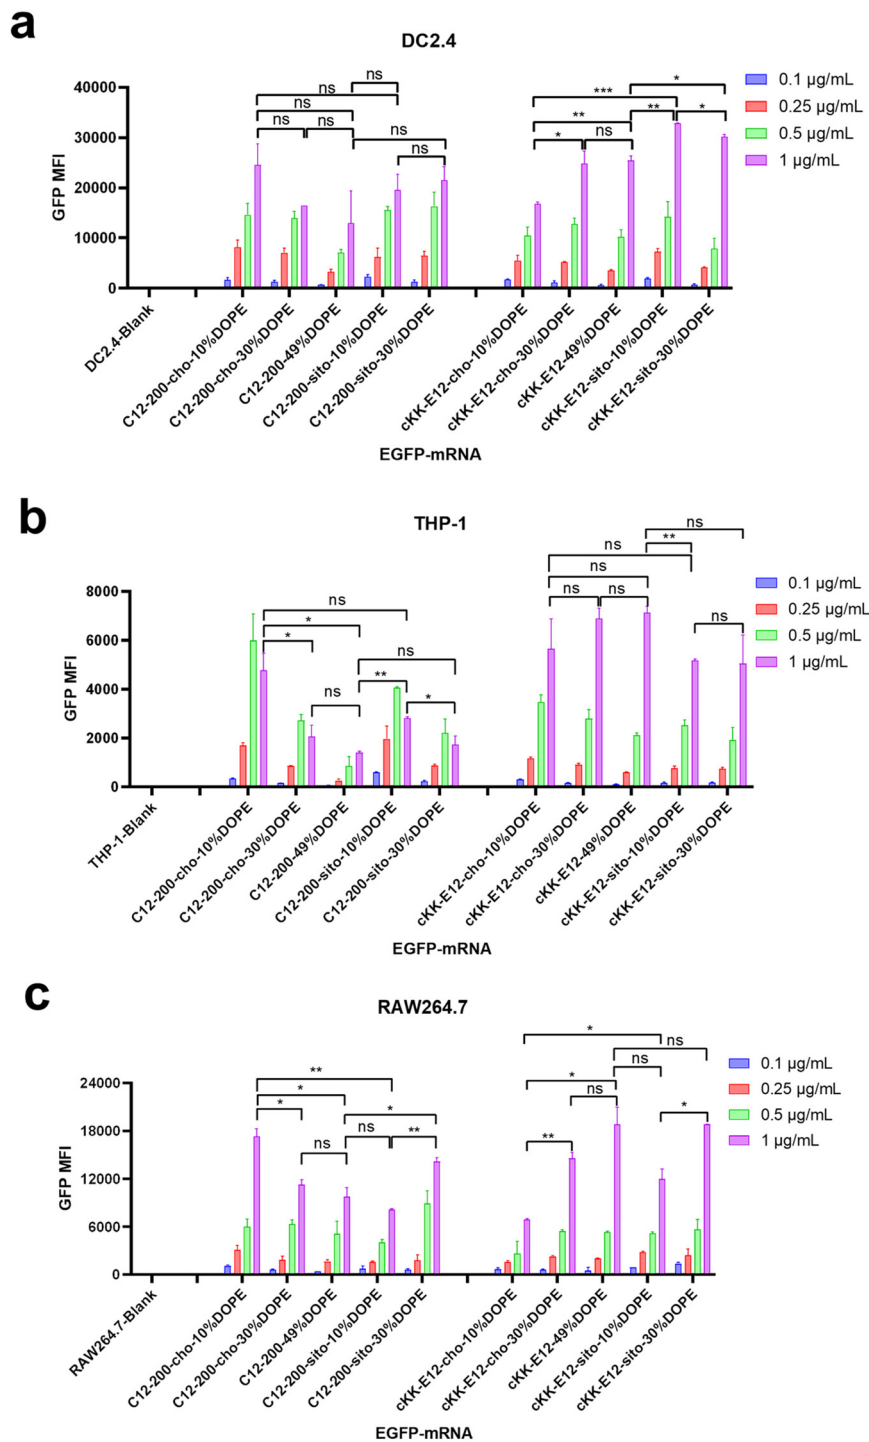 a
DC2.4
ns
ns
ns
ns
ns
ns
ns
***
**
*
ns
*
**
*
0.1 µg/mL
0.25 µg/mL
0.5 µg/mL
1 µg/mL
GFP MFI
40000
30000
20000
10000
0
DC2.4-Blank
C12-200-cho-10%DOPE
C12-200-cho-30%DOPE
C12-200-49%DOPE
C12-200-sito-10%DOPE
C12-200-sito-30%DOPE
cKK-E12-cho-10%DOPE
cKK-E12-cho-30%DOPE
cKK-E12-49%DOPE
cKK-E12-sito-10%DOPE
cKK-E12-sito-30%DOPE
EGFP-mRNA
b
THP-1
ns
*
*
ns
ns
**
*
ns
ns
ns
ns
ns
**
ns
0.1 µg/mL
0.25 µg/mL
0.5 µg/mL
1 µg/mL
GFP MFI
8000
6000
4000
2000
0
THP-1-Blank
C12-200-cho-10%DOPE
C12-200-cho-30%DOPE
C12-200-49%DOPE
C12-200-sito-10%DOPE
C12-200-sito-30%DOPE
cKK-E12-cho-10%DOPE
cKK-E12-cho-30%DOPE
cKK-E12-49%DOPE
cKK-E12-sito-10%DOPE
cKK-E12-sito-30%DOPE
EGFP-mRNA
c
RAW264.7
**
*
*
ns
*
ns
**
*
*
**
ns
ns
ns
*
0.1 µg/mL
0.25 µg/mL
0.5 µg/mL
1 µg/mL
GFP MFI
24000
18000
12000
6000
0
RAW264.7-Blank
C12-200-cho-10%DOPE
C12-200-cho-30%DOPE
C12-200-49%DOPE
C12-200-sito-10%DOPE
C12-200-sito-30%DOPE
cKK-E12-cho-10%DOPE
cKK-E12-cho-30%DOPE
cKK-E12-49%DOPE
cKK-E12-sito-10%DOPE
cKK-E12-sito-30%DOPE
EGFP-mRNA